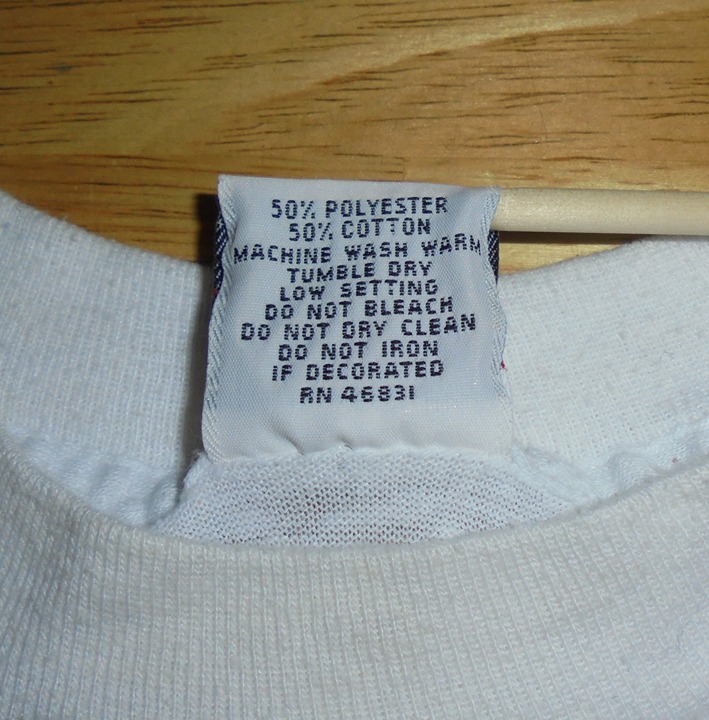 50% POLYESTER
50% COTTON
MACHINE WASH WARM
TUMBLE DRY
LOW SETTING
DO NOT BLEACH
DO NOT DRY CLEAN
DO NOT IRON
IF DECORATED
RN 46831